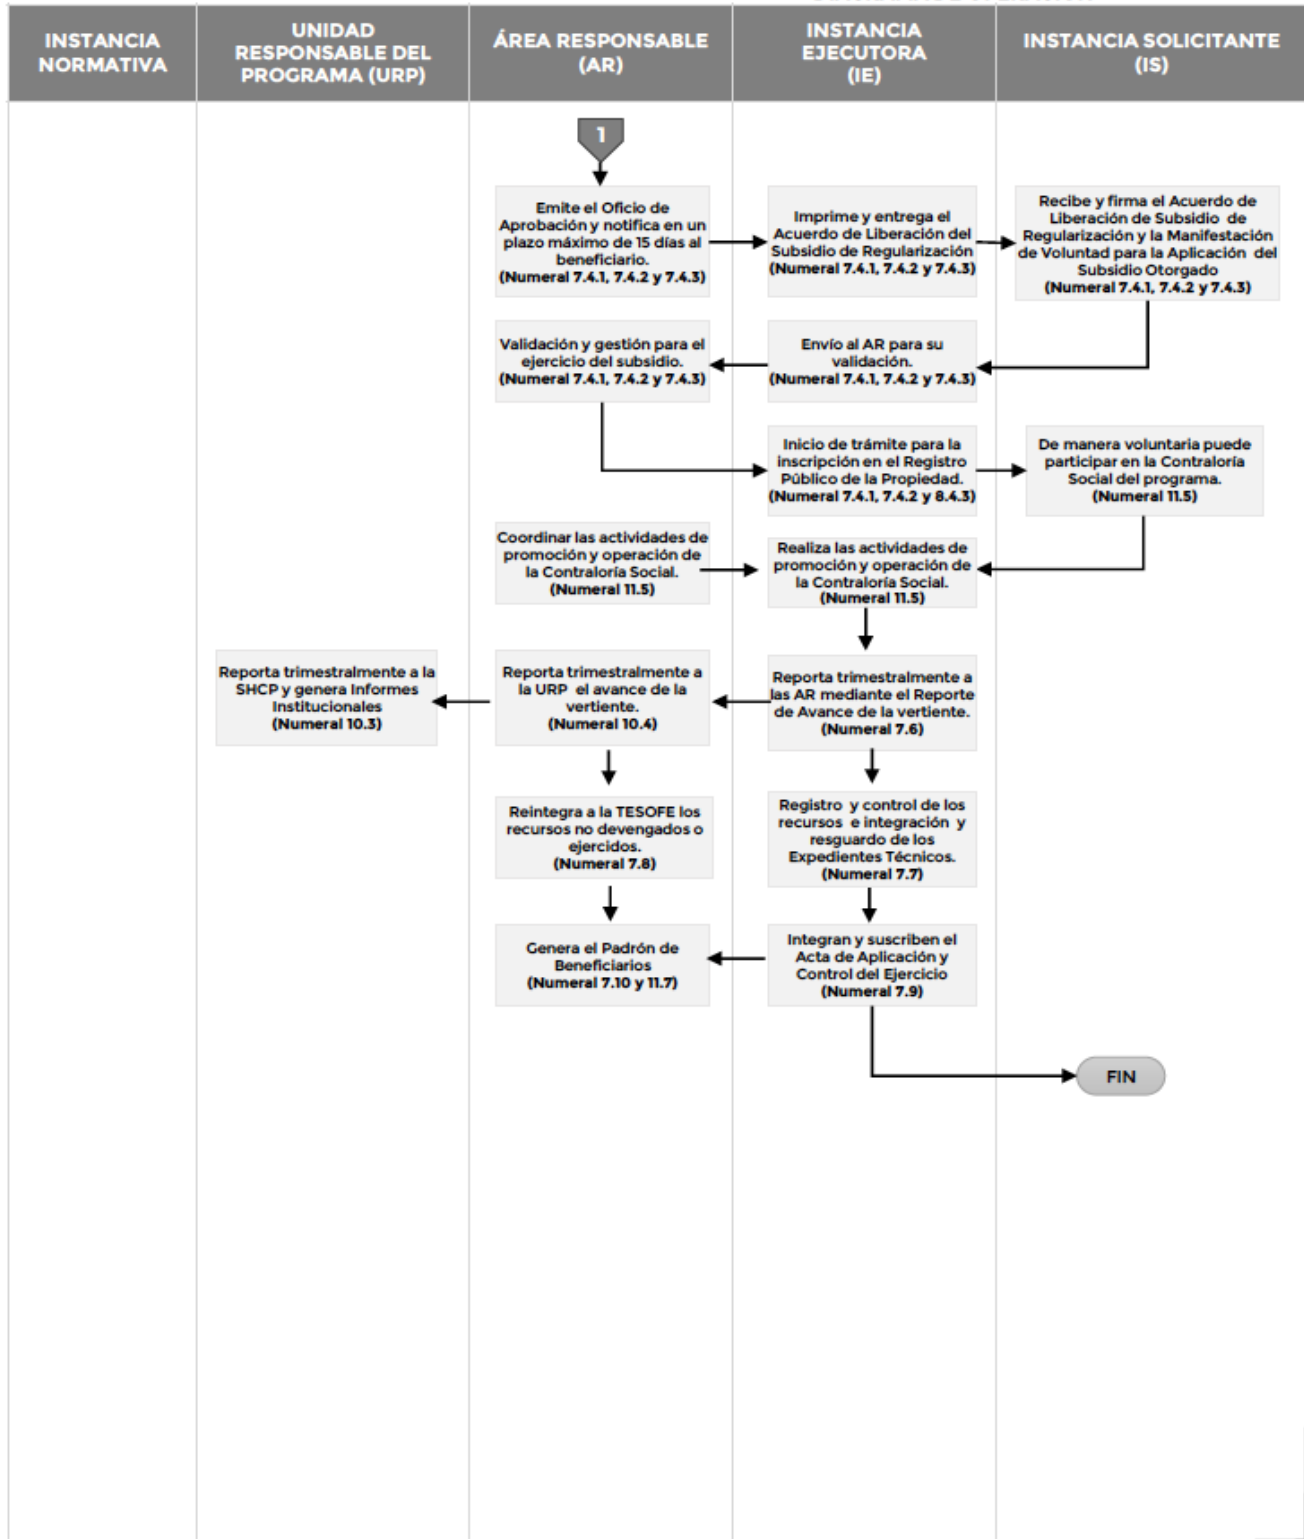 INSTANCIA
NORMATIVA
UNIDAD
RESPONSABLE DEL
PROGRAMA (URP)
ÁREA RESPONSABLE
(AR)
INSTANCIA
EJECUTORA
(IE)
INSTANCIA SOLICITANTE
(IS)
1
Emite el Oficio de
Aprobación y notifica en un
plazo máximo de 15 días al
beneficiario.
(Numeral 7.4.1, 7.4.2 y 7.4.3)
Imprime y entrega el
Acuerdo de Liberación del
Subsidio de Regularización
(Numeral 7.4.1, 7.4.2 y 7.4.3)
Recibe y firma el Acuerdo de
Liberación de Subsidio de
Regularización y la Manifestación
de Voluntad para la Aplicación del
Subsidio Otorgado
(Numeral 7.4.1, 7.4.2 y 7.4.3)
Validación y gestión para el
ejercicio del subsidio.
(Numeral 7.4.1, 7.4.2 y 7.4.3)
Envío al AR para su
validación.
(Numeral 7.4.1, 7.4.2 y 7.4.3)
Inicio de trámite para la
inscripción en el Registro
Público de la Propiedad.
(Numeral 7.4.1, 7.4.2 y 8.4.3)
De manera voluntaria puede
participar en la Contraloría
Social del programa.
(Numeral 11.5)
Coordinar las actividades de
promoción y operación de
la Contraloría Social.
(Numeral 11.5)
Realiza las actividades de
promoción y operación de
la Contraloría Social.
(Numeral 11.5)
Reporta trimestralmente a la
SHCP y genera Informes
Institucionales
(Numeral 10.3)
Reporta trimestralmente a
la URP el avance de la
vertiente.
(Numeral 10.4)
Reporta trimestralmente a
las AR mediante el Reporte
de Avance de la vertiente.
(Numeral 7.6)
Reintegra a la TESOFE los
recursos no devengados o
ejercidos.
(Numeral 7.8)
Registro y control de los
recursos e integración y
resguardo de los
Expedientes Técnicos.
(Numeral 7.7)
Genera el Padrón de
Beneficiarios
(Numeral 7.10 y 11.7)
Integran y suscriben el
Acta de Aplicación y
Control del Ejercicio
(Numeral 7.9)
FIN